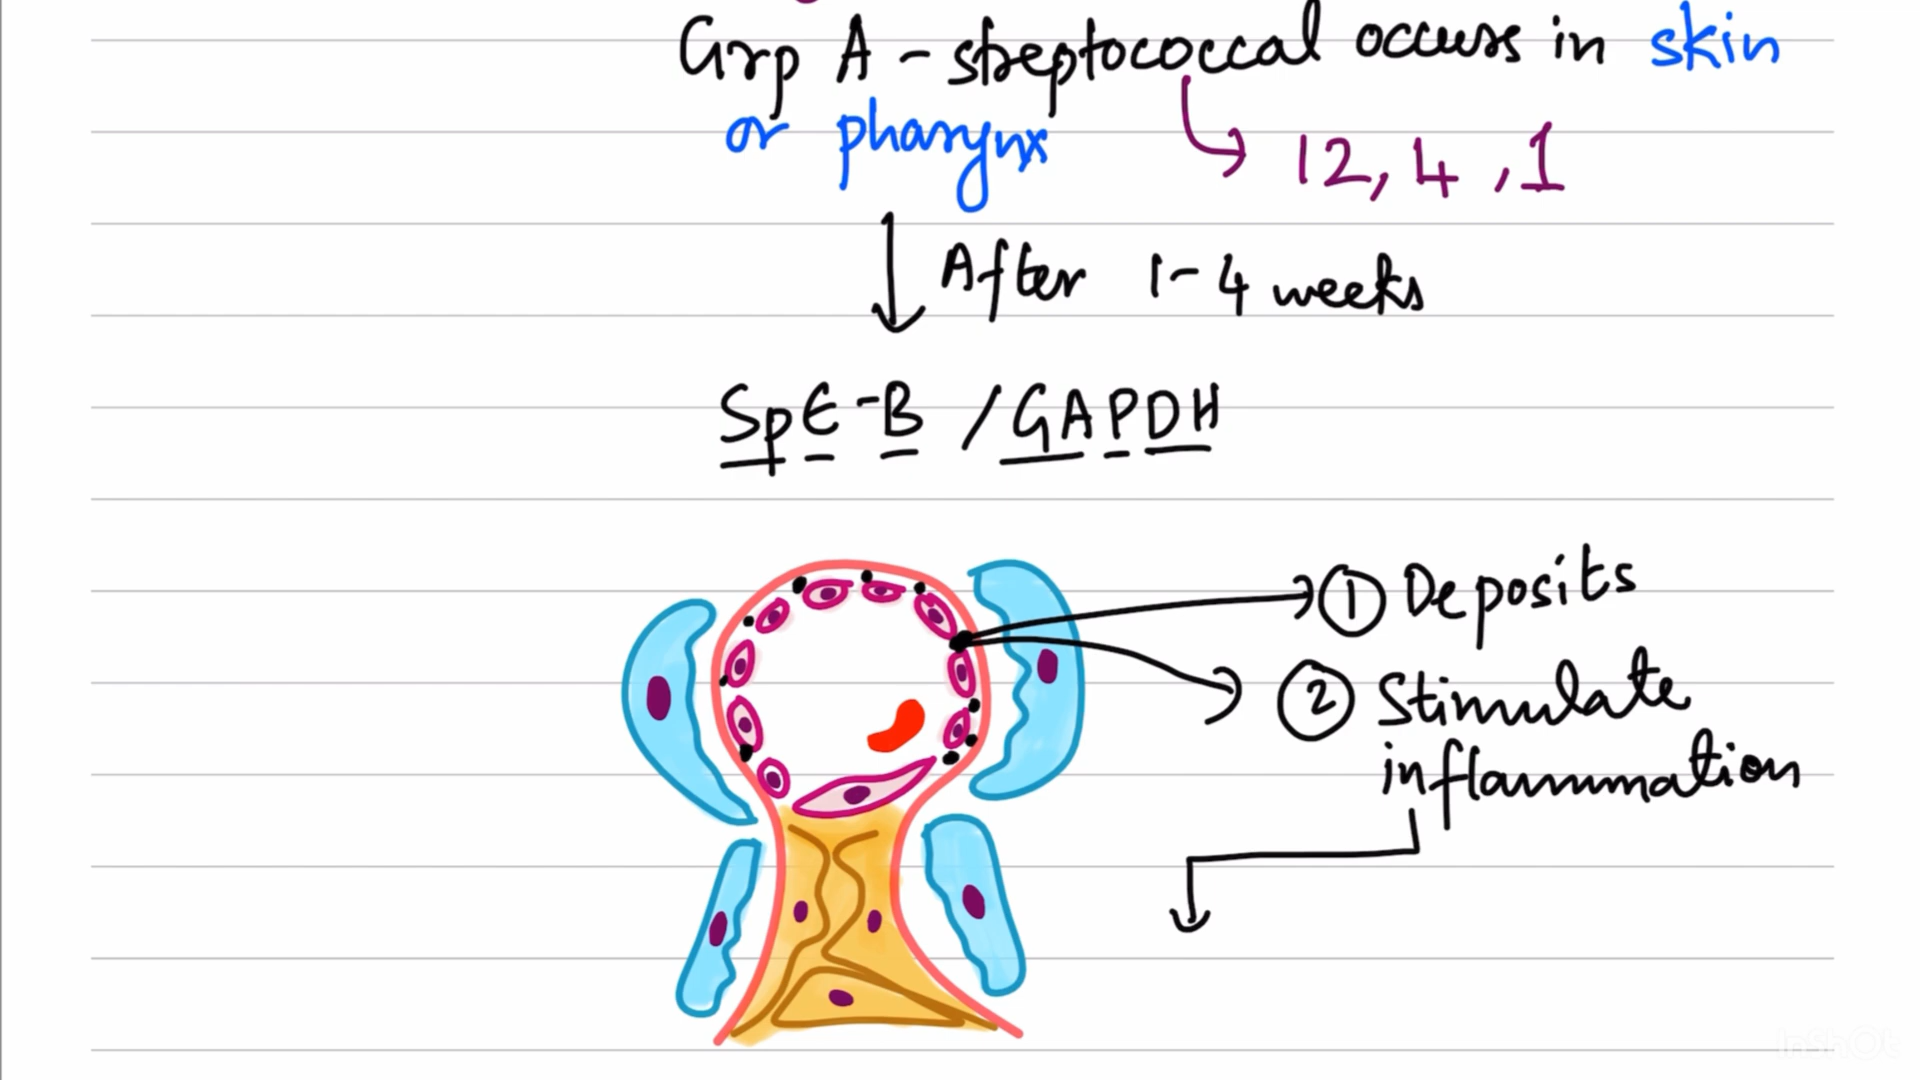 Grp A - streptococcal occurs in skin
or pharynx
12, 4, 1
After 1-4 weeks
SpE-B / GAPDH
① Deposits
② Stimulate
inflammation
InShOt